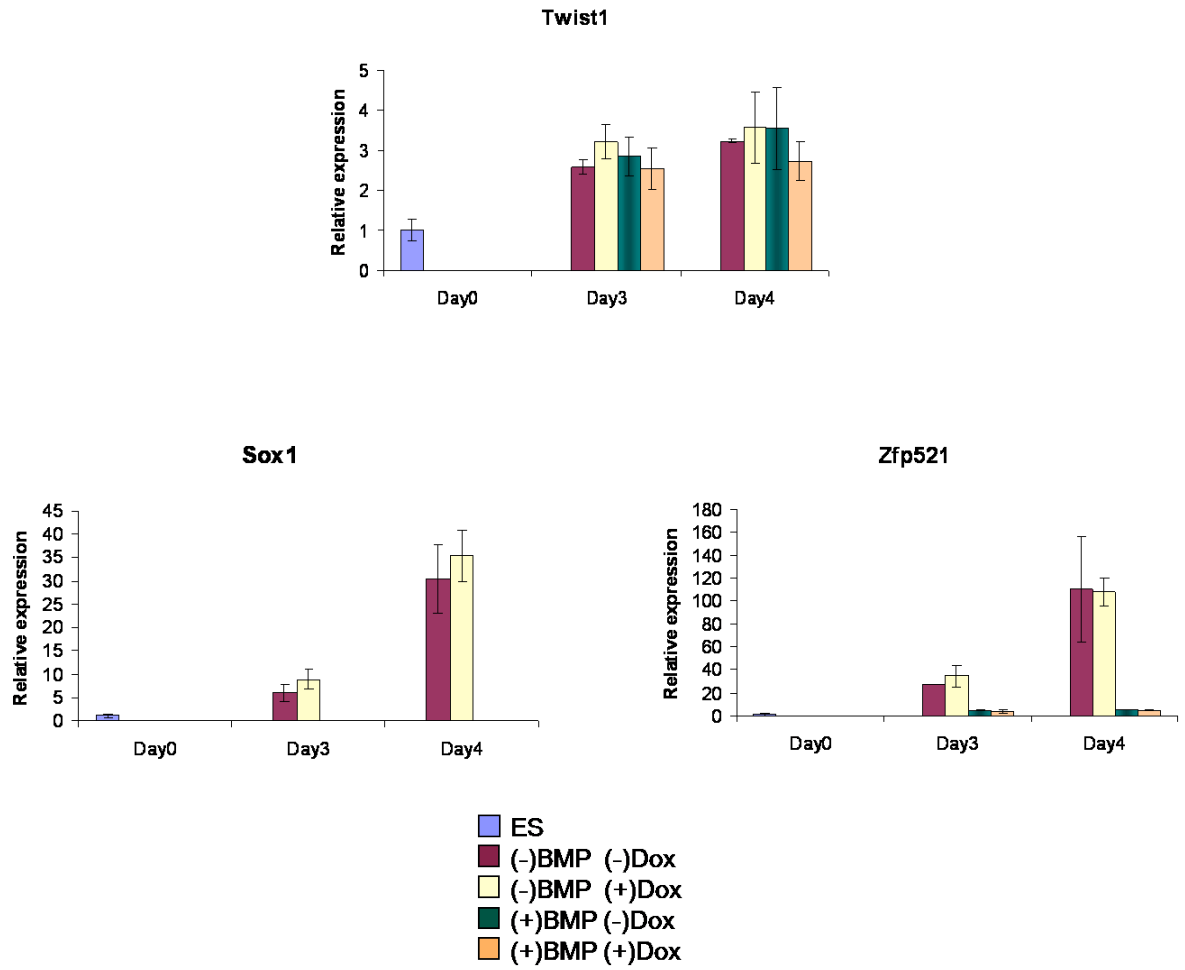 Twist1
Relative expression
5
4
3
2
1
0
Day0 Day3 Day4
Sox1
Relative expression
45
40
35
30
25
20
15
10
5
0
Day0 Day3 Day4
Zfp521
Relative expression
180
160
140
120
100
80
60
40
20
0
Day0 Day3 Day4
ES
(-)BMP (-)Dox
(-)BMP (+)Dox
(+)BMP (-)Dox
(+)BMP (+)Dox